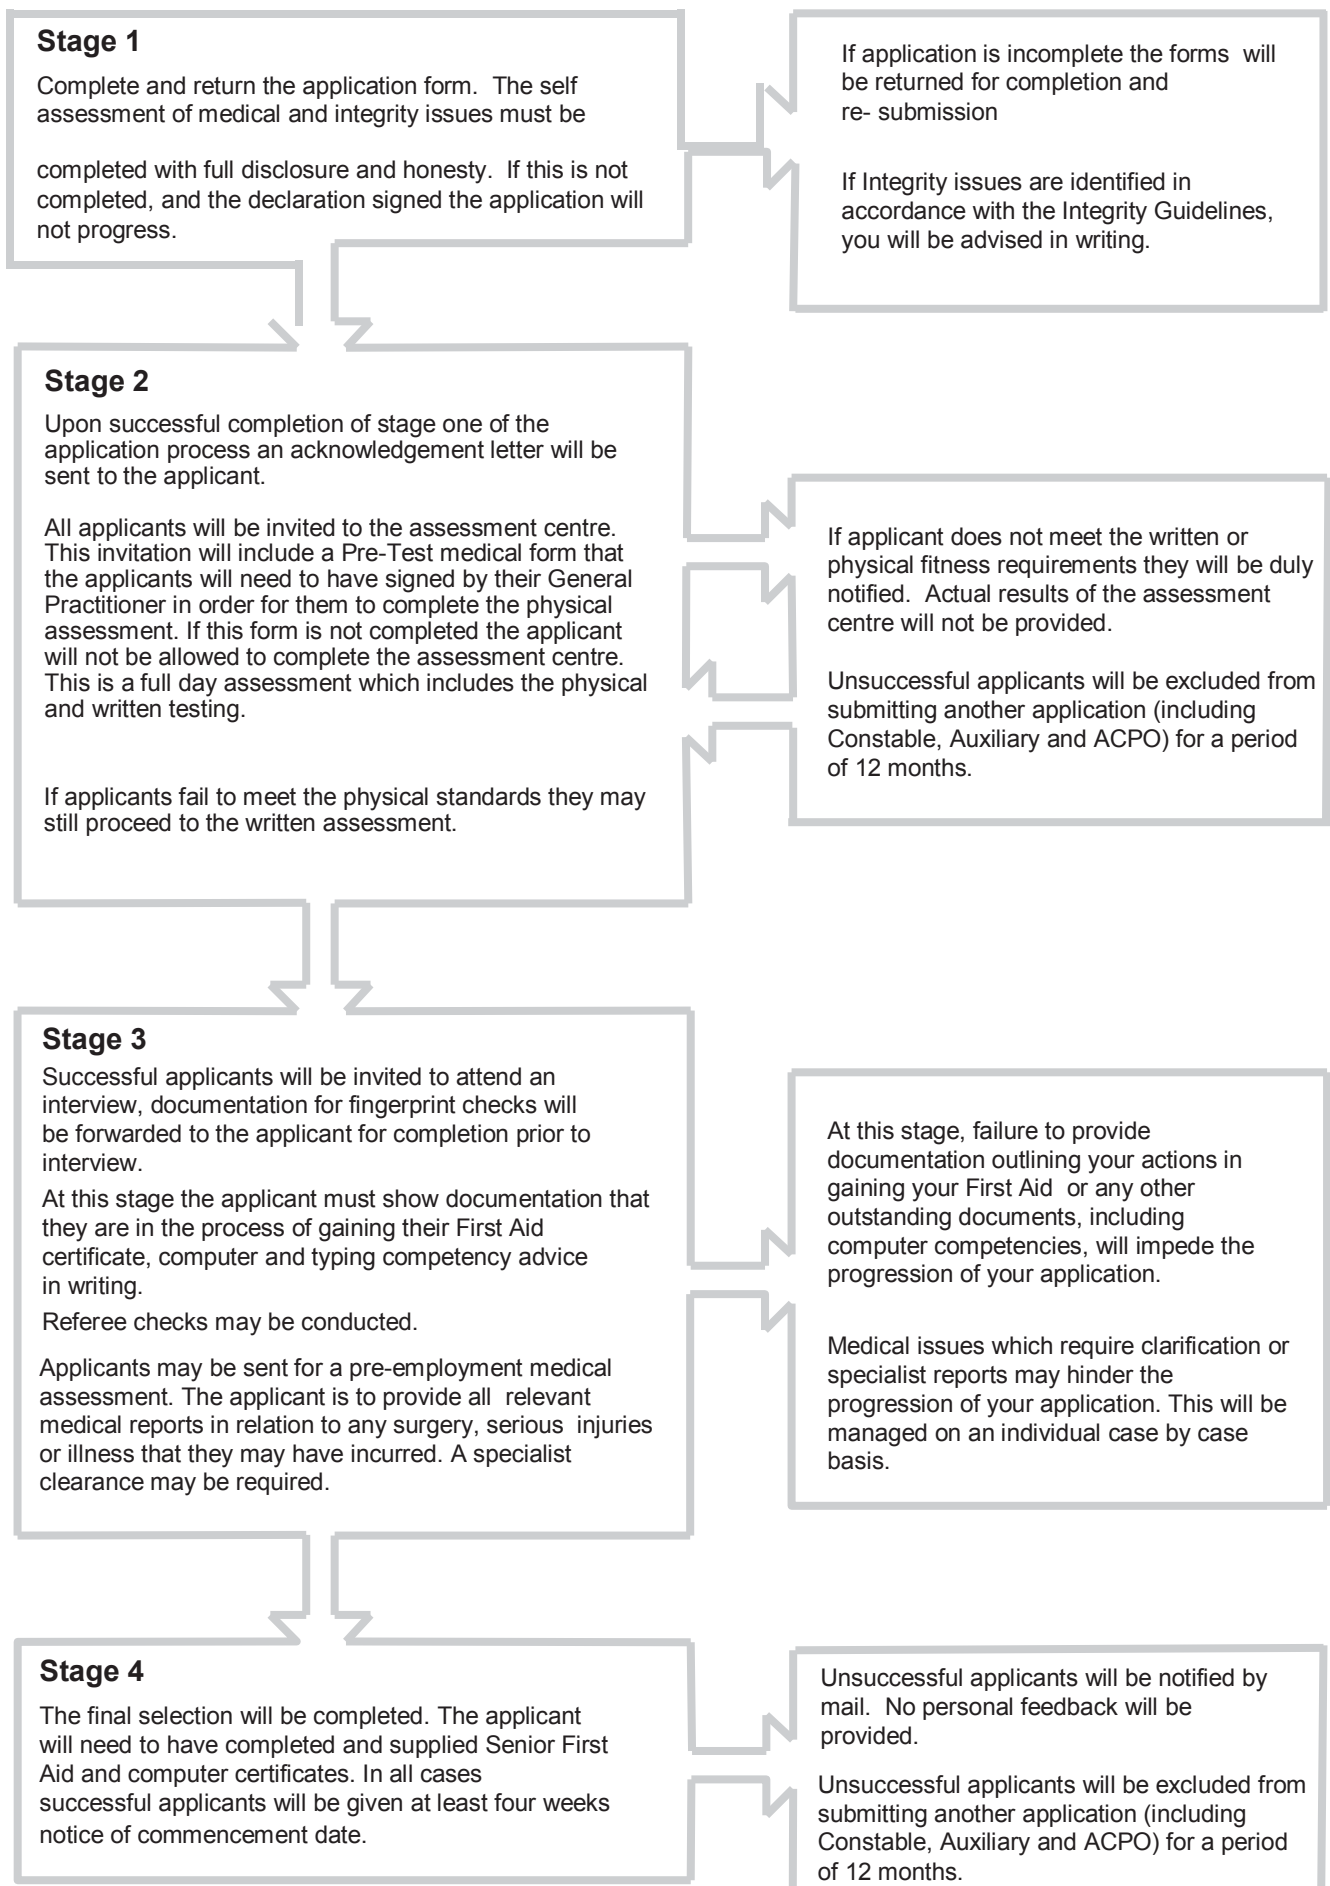 Stage 1
Complete and return the application form.  The self
assessment of medical and integrity issues must be
completed with full disclosure and honesty.  If this is not
completed, and the declaration signed the application will
not progress.
If application is incomplete the forms  will
be returned for completion and
re- submission
If Integrity issues are identified in
accordance with the Integrity Guidelines,
you will be advised in writing.
Stage 2
Upon successful completion of stage one of the
application process an acknowledgement letter will be
sent to the applicant.
All applicants will be invited to the assessment centre.
This invitation will include a Pre-Test medical form that
the applicants will need to have signed by their General
Practitioner in order for them to complete the physical
assessment. If this form is not completed the applicant
will not be allowed to complete the assessment centre.
This is a full day assessment which includes the physical
and written testing.
If applicants fail to meet the physical standards they may
still proceed to the written assessment.
If applicant does not meet the written or
physical fitness requirements they will be duly
notified.  Actual results of the assessment
centre will not be provided.
Unsuccessful applicants will be excluded from
submitting another application (including
Constable, Auxiliary and ACPO) for a period
of 12 months.
Stage 3
Successful applicants will be invited to attend an
interview, documentation for fingerprint checks will
be forwarded to the applicant for completion prior to
interview.
At this stage the applicant must show documentation that
they are in the process of gaining their First Aid
certificate, computer and typing competency advice
in writing.
Referee checks may be conducted.
Applicants may be sent for a pre-employment medical
assessment. The applicant is to provide all  relevant
medical reports in relation to any surgery, serious  injuries
or illness that they may have incurred. A specialist
clearance may be required.
At this stage, failure to provide
documentation outlining your actions in
gaining your First Aid  or any other
outstanding documents, including
computer competencies, will impede the
progression of your application.
Medical issues which require clarification or
specialist reports may hinder the
progression of your application. This will be
managed on an individual case by case
basis.
Stage 4
The final selection will be completed. The applicant
will need to have completed and supplied Senior First
Aid and computer certificates. In all cases
successful applicants will be given at least four weeks
notice of commencement date.
Unsuccessful applicants will be notified by
mail.  No personal feedback will be
provided.
Unsuccessful applicants will be excluded from
submitting another application (including
Constable, Auxiliary and ACPO) for a period
of 12 months.